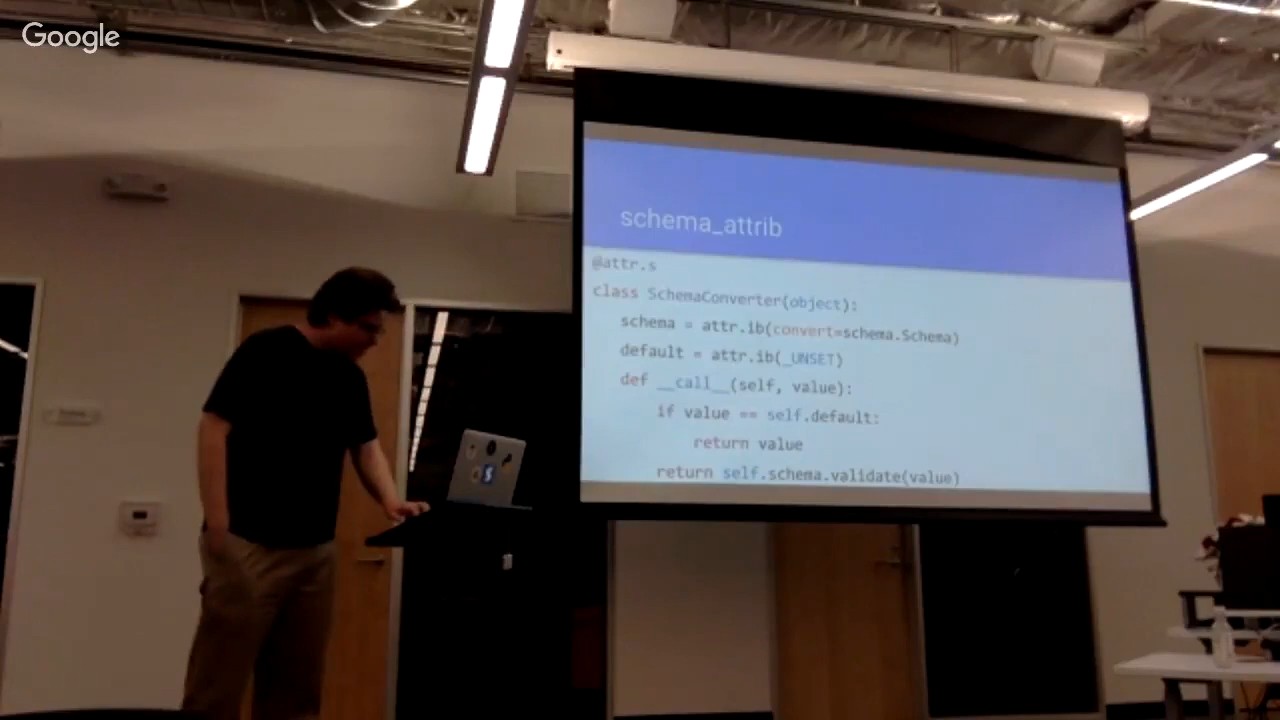 Google
schema_attrib
@attr.s
class SchemaConverter(object):
schema = attr.ib(convert=schema.Schema)
default = attr.ib(_UNSET)
def __call__(self, value):
if value == self.default:
return value
return self.schema.validate(value)